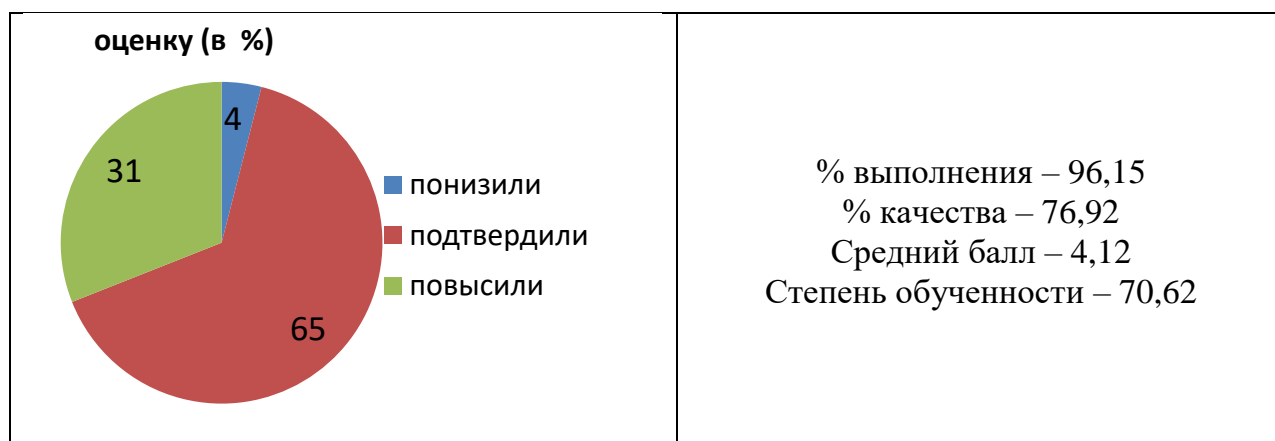 оценку (в %)
4
31
65
понизили
подтвердили
повысили
% выполнения – 96,15
% качества – 76,92
Средний балл – 4,12
Степень обученности – 70,62